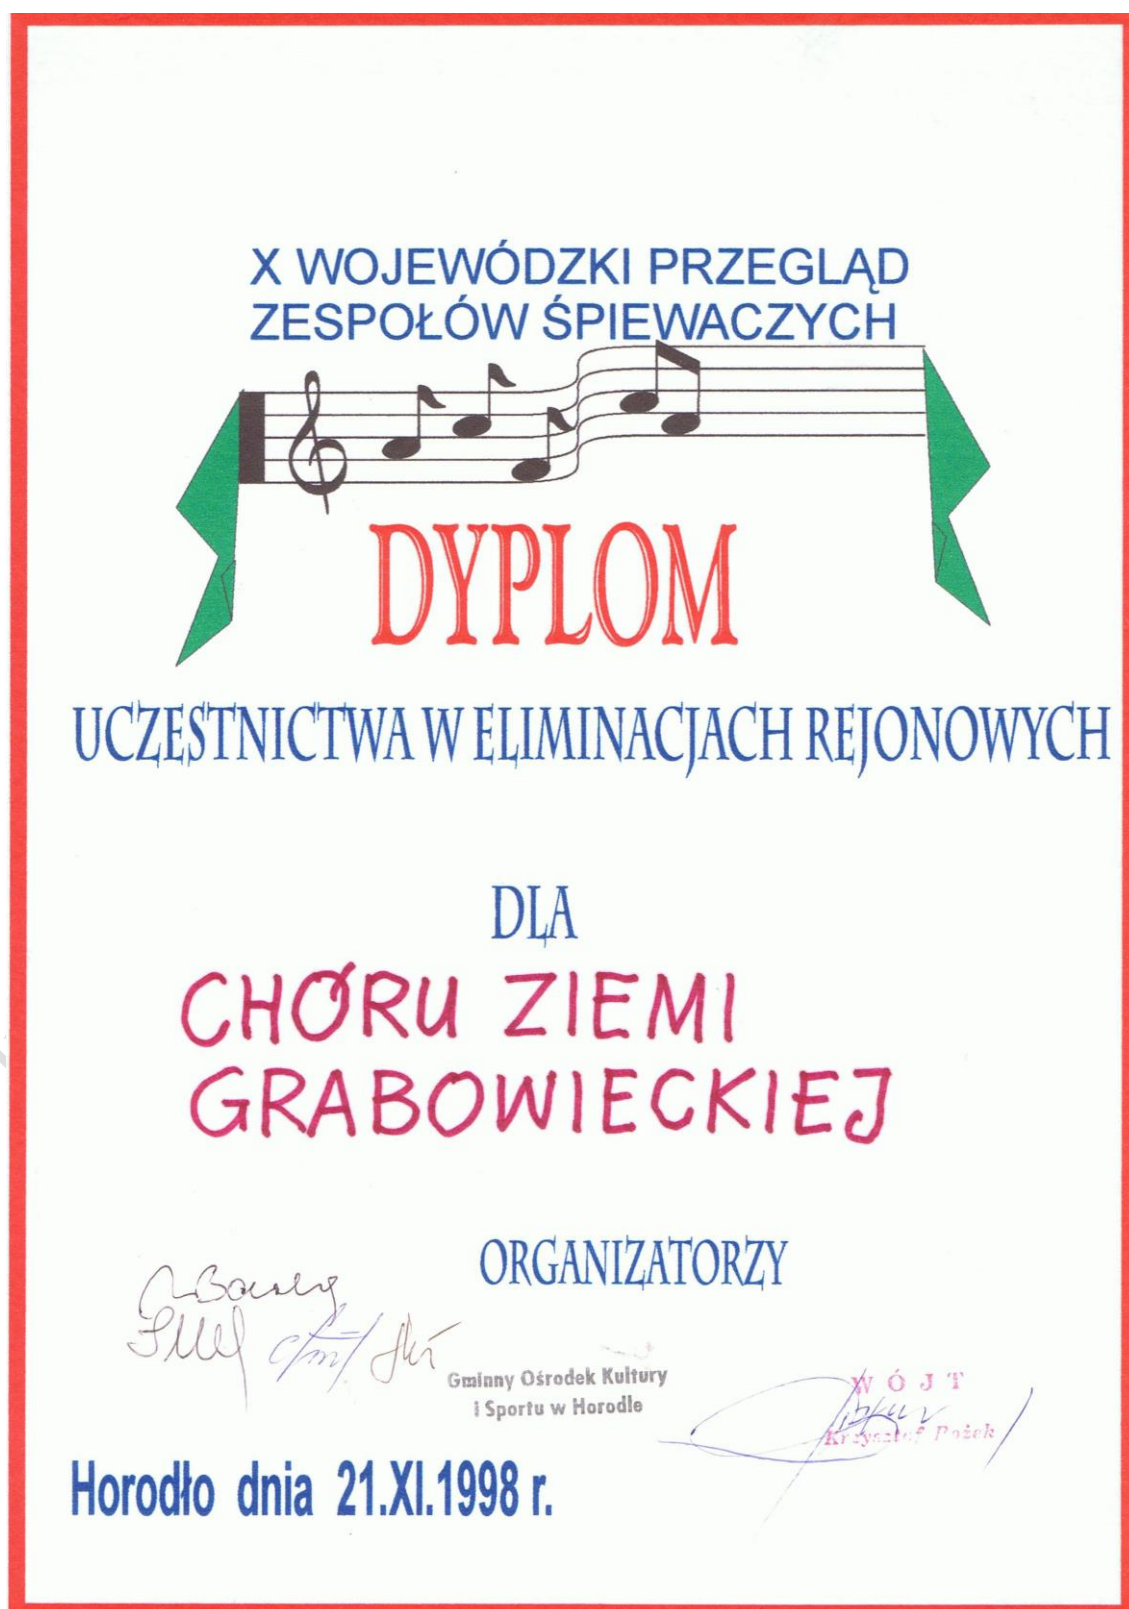 X WOJEWÓDZKI PRZEGLĄD
ZESPOŁÓW ŚPIEWACZYCH
DYPLOM
UCZESTNICTWA W ELIMINACJACH REJONOWYCH
DLA
CHÓRU ZIEMI
GRABOWIECKIEJ
ORGANIZATORZY
Gminny Ośrodek Kultury
i Sportu w Horodle
WÓJT
Krzysztof
Horodło dnia 21.XI.1998 r.